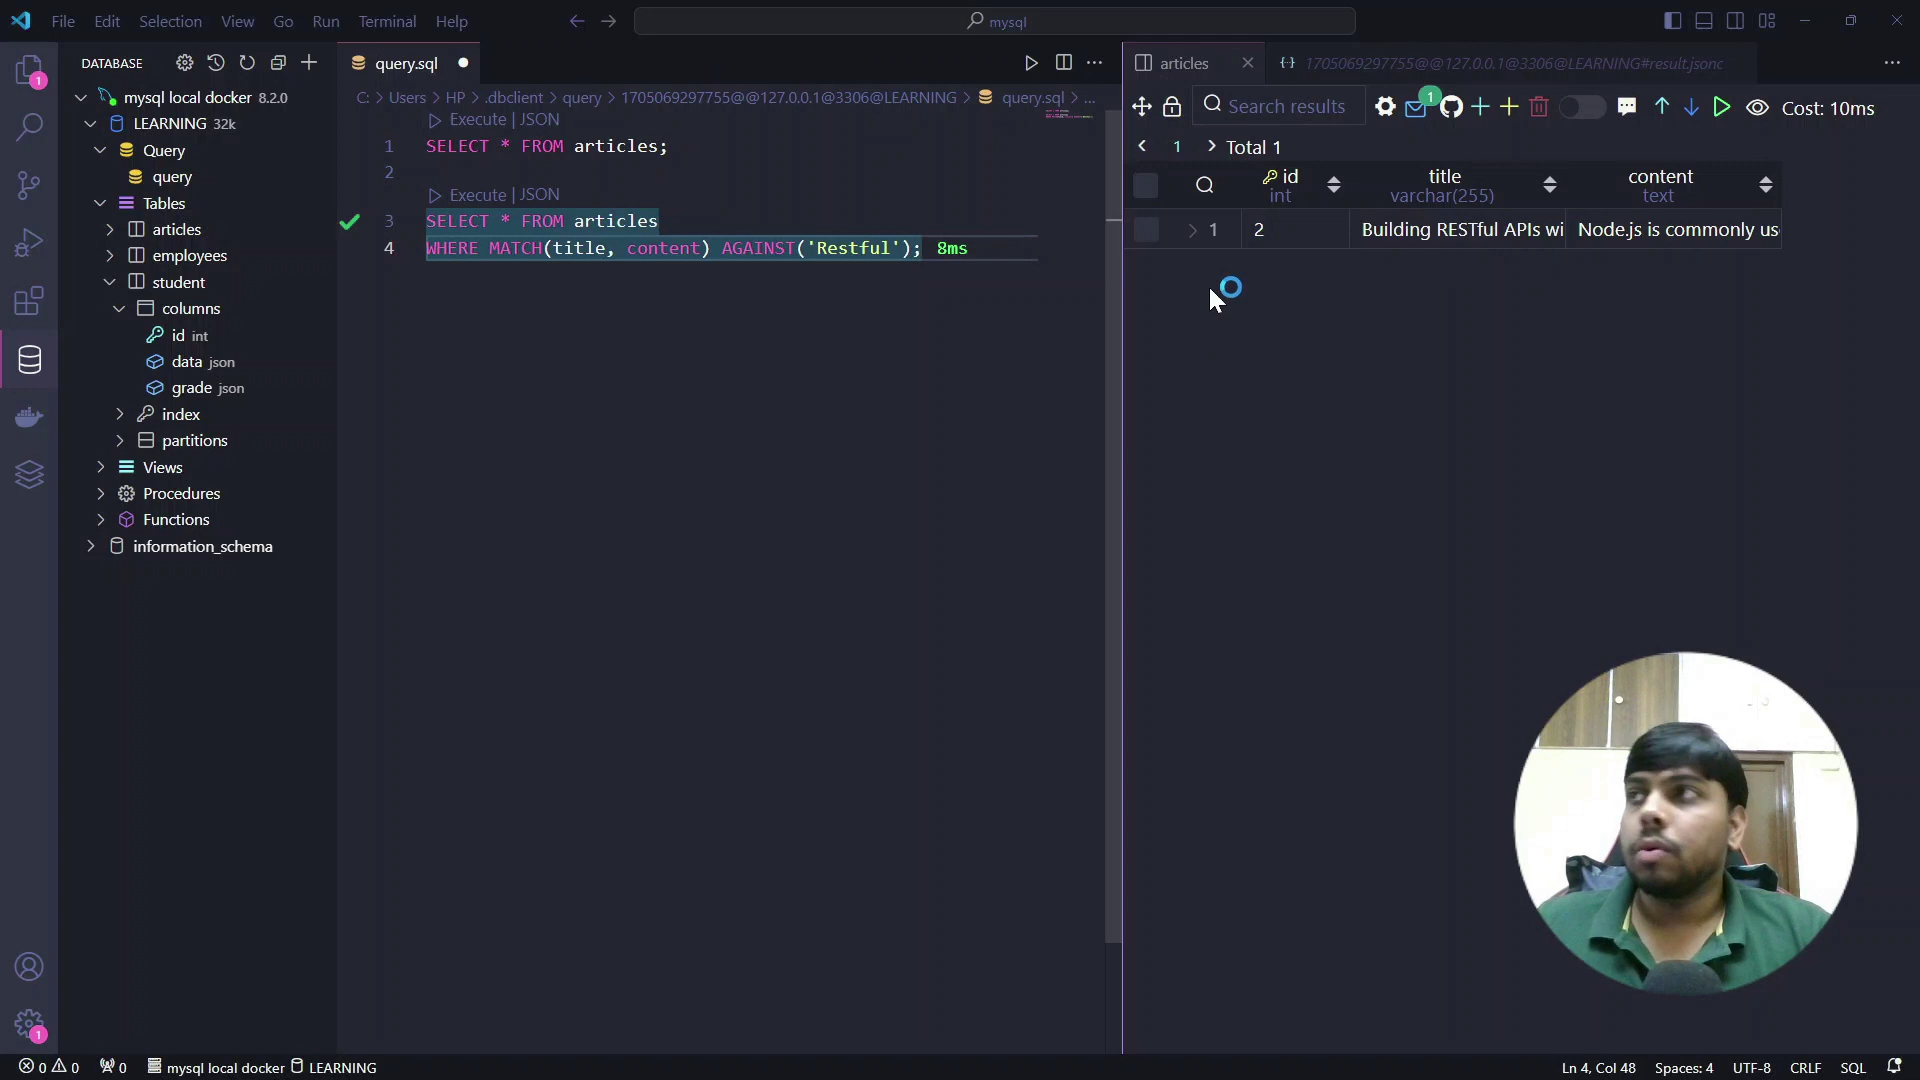 File Edit Selection View Go Run Terminal Help
mysql
DATABASE
mysql local docker 8.2.0
LEARNING 32k
Query
query
Tables
articles
employees
student
columns
id int
data json
grade json
index
partitions
Views
Procedures
Functions
information_schema
1
1
query.sql
C: > Users > HP > .dbclient > query > 1705069297755@@127.0.0.1@3306@LEARNING > query.sql > ...
Execute | JSON
1 SELECT * FROM articles;
2
Execute | JSON
3 SELECT * FROM articles
4 WHERE MATCH(title, content) AGAINST('Restful'); 8ms
articles
1705069297755@@127.0.0.1@3306@LEARNING#result.jsonc
Search results 1 Cost: 10ms
1 Total 1
id title content
int varchar(255) text
1 2 Building RESTful APIs wi Node.js is commonly us
0 0 0 mysql local docker LEARNING
Ln 4, Col 48 Spaces: 4 UTF-8 CRLF SQL